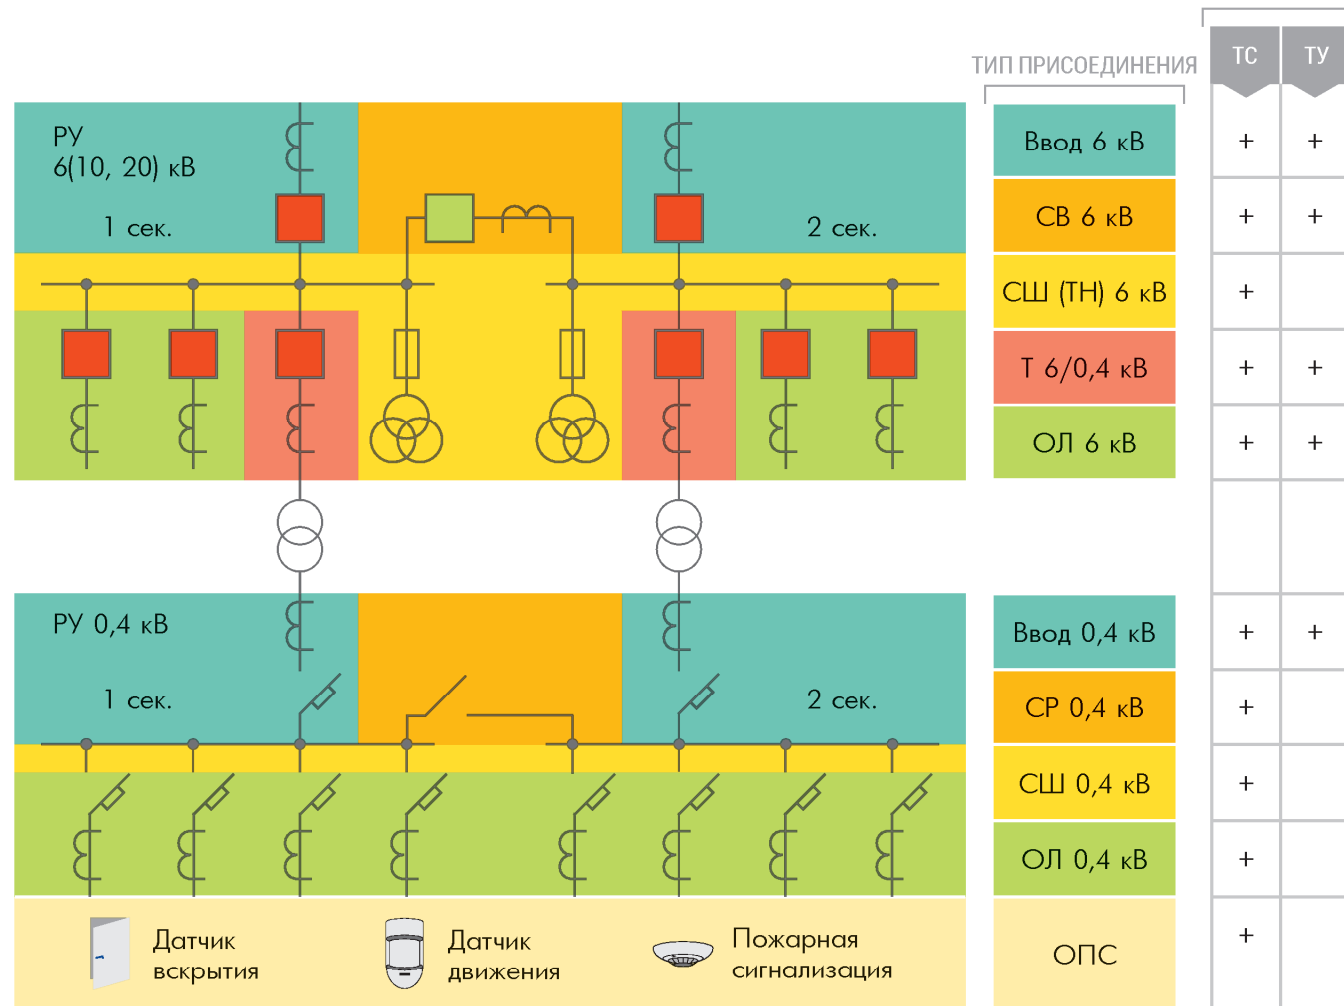 ТИП ПРИСОЕДИНЕНИЯ
ТС
ТУ
РУ
6(10, 20) кВ
1 сек.
2 сек.
Ввод 6 кВ
+
+
СВ 6 кВ
+
+
СШ (ТН) 6 кВ
+
Т 6/0,4 кВ
+
+
ОЛ 6 кВ
+
+
РУ 0,4 кВ
1 сек.
2 сек.
Ввод 0,4 кВ
+
+
СР 0,4 кВ
+
СШ 0,4 кВ
+
ОЛ 0,4 кВ
+
Датчик
вскрытия
Датчик
движения
Пожарная
сигнализация
ОПС
+